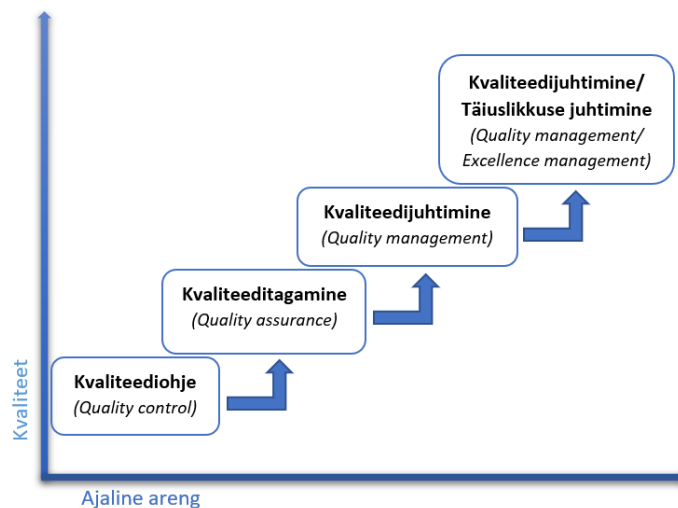 Kvaliteedijuhtimine/
Täiuslikkuse juhtimine
(Quality management/
Excellence management)
Kvaliteedijuhtimine
(Quality management)
Kvaliteeditagamine
(Quality assurance)
Kvaliteediohje
(Quality control)
Kvaliteet
Ajaline areng